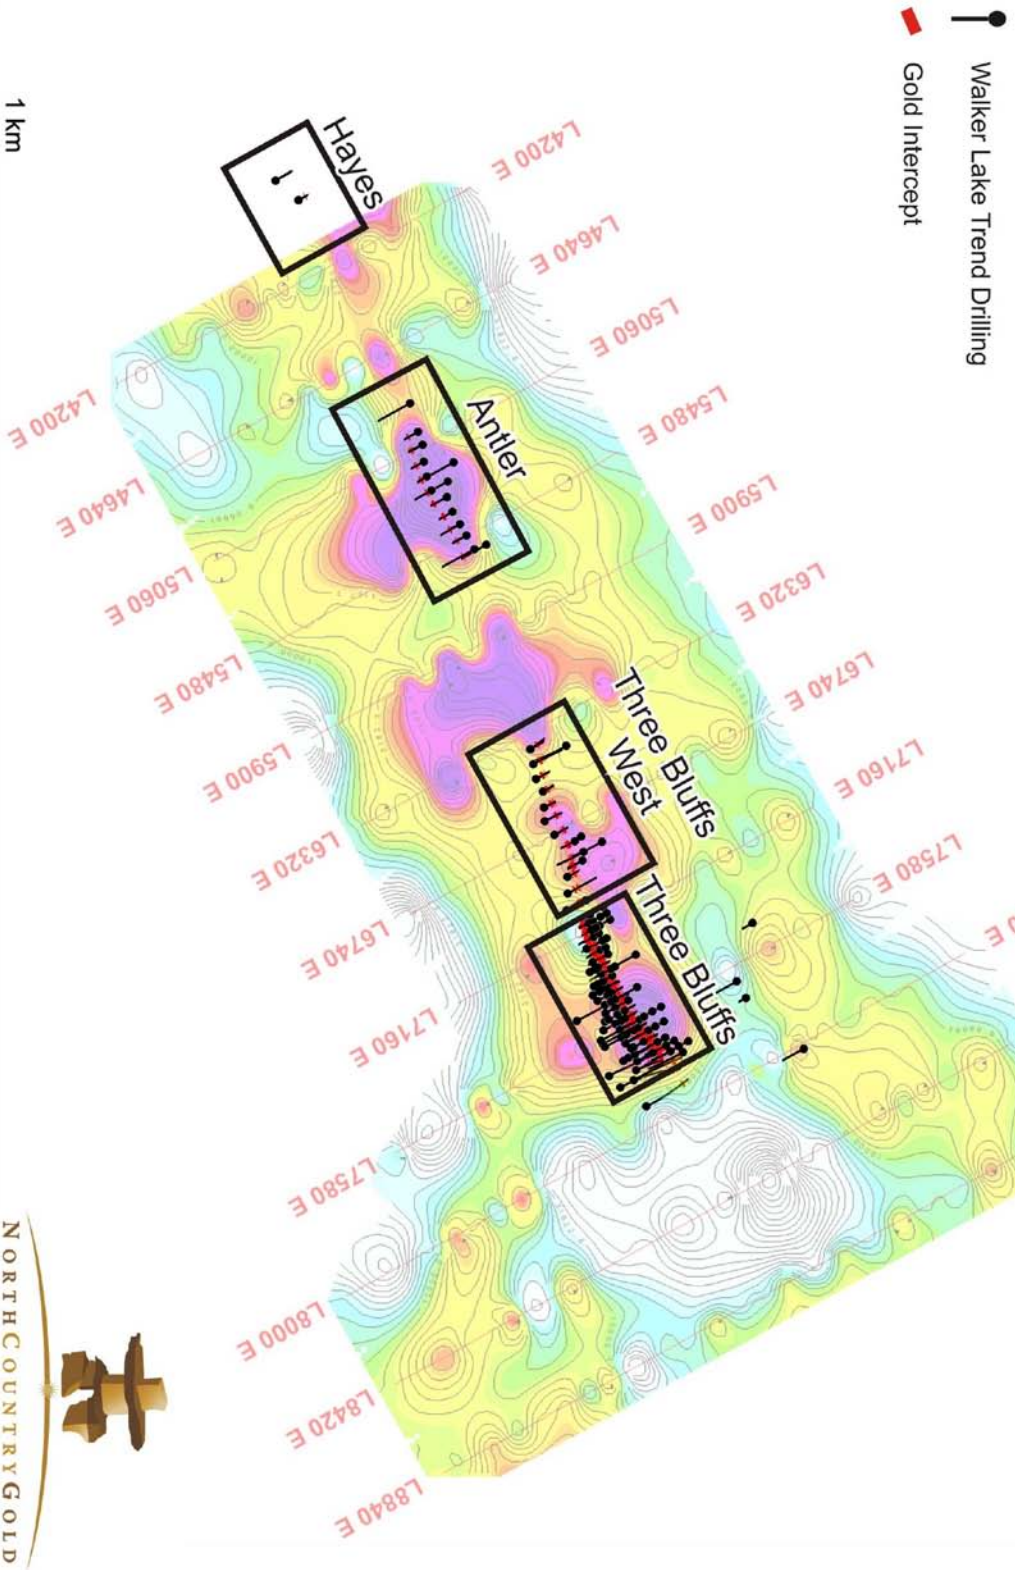 Walker Lake Trend Drilling
Gold Intercept
1 km
Hayes
Antler
Three Bluffs
West
Three Bluffs
L4200 E
L4640 E
L5060 E
L5480 E
L5900 E
L6320 E
L6740 E
L7160 E
L7580 E
L4200 E
L4640 E
L5060 E
L5480 E
L5900 E
L6320 E
L6740 E
L7160 E
L7580 E
L8000 E
L8420 E
L8840 E
NORTHCOUNTRYGOLD